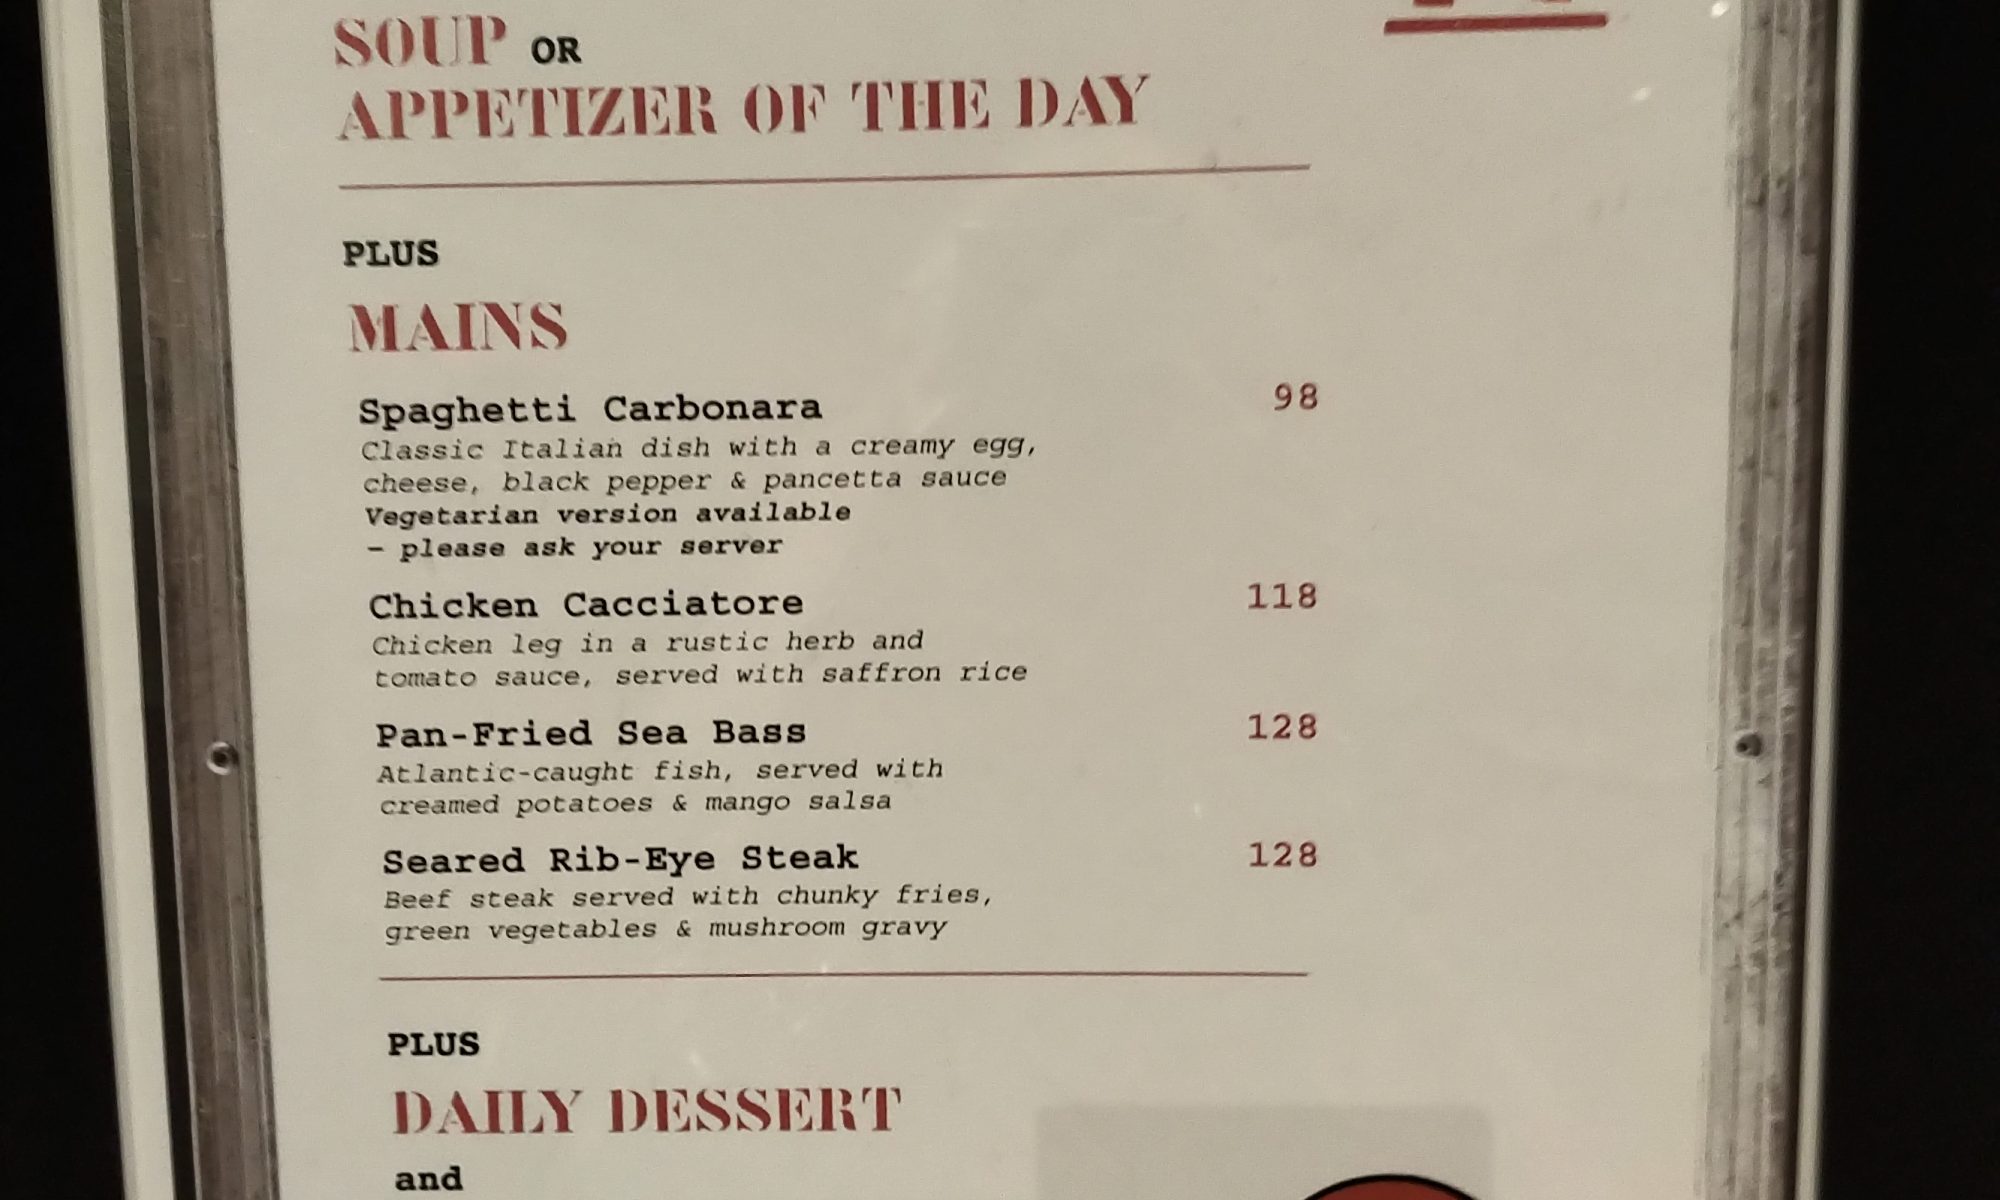 SOUP OR
APPETIZER OF THE DAY
PLUS
MAINS
Spaghetti Carbonara 98
Classic Italian dish with a creamy egg,
cheese, black pepper & pancetta sauce
Vegetarian version available
– please ask your server
Chicken Cacciatore 118
Chicken leg in a rustic herb and
tomato sauce, served with saffron rice
Pan-Fried Sea Bass 128
Atlantic-caught fish, served with
creamed potatoes & mango salsa
Seared Rib-Eye Steak 128
Beef steak served with chunky fries,
green vegetables & mushroom gravy
PLUS
DAILY DESSERT
and